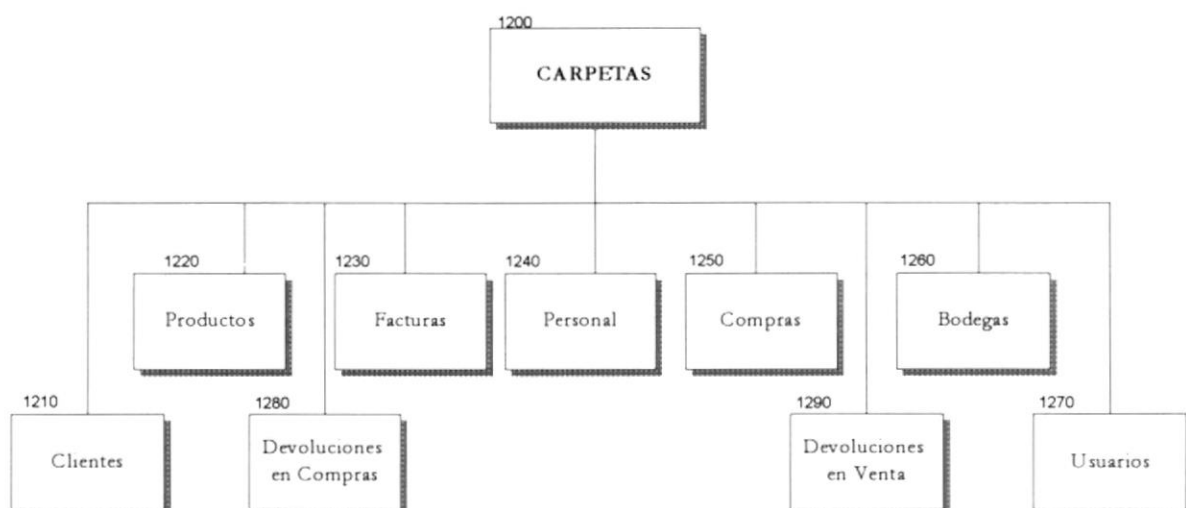 1200
CARPETAS
1220
Productos
1230
Facturas
1240
Personal
1250
Compras
1260
Bodegas
1210
Clientes
1280
Devoluciones
en Compras
1290
Devoluciones
en Venta
1270
Usuarios